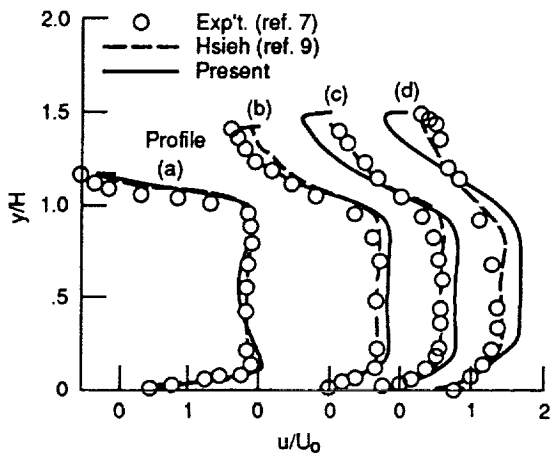 2.0
Exp't. (ref. 7)
Hsieh (ref. 9)
Present
1.5
(b) (c) (d)
Profile
(a)
y/H
1.0
.5
0
0 1 0 0 0 1 2
u/U₀